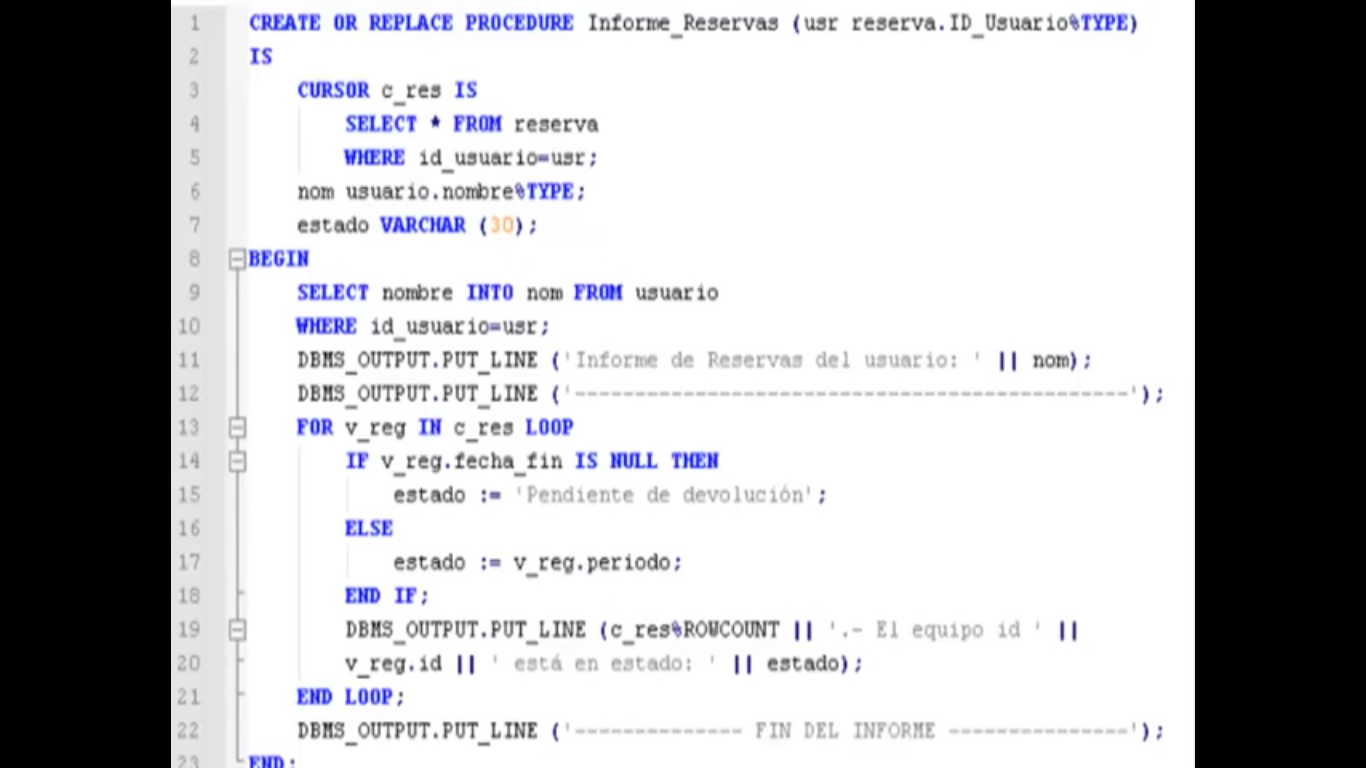 1 CREATE OR REPLACE PROCEDURE Informe_Reservas (usr reserva.ID_Usuario%TYPE)
2 IS
3 CURSOR c_res IS
4 SELECT * FROM reserva
5 WHERE id_usuario=usr;
6 nom usuario.nombre%TYPE;
7 estado VARCHAR (30);
8 BEGIN
9 SELECT nombre INTO nom FROM usuario
10 WHERE id_usuario=usr;
11 DBMS_OUTPUT.PUT_LINE ('Informe de Reservas del usuario: ' || nom);
12 DBMS_OUTPUT.PUT_LINE ('----------------------------------------------');
13 FOR v_reg IN c_res LOOP
14 IF v_reg.fecha_fin IS NULL THEN
15 estado := 'Pendiente de devolución';
16 ELSE
17 estado := v_reg.periodo;
18 END IF;
19 DBMS_OUTPUT.PUT_LINE (c_res%ROWCOUNT || '.- El equipo id ' ||
20 v_reg.id || ' está en estado: ' || estado);
21 END LOOP;
22 DBMS_OUTPUT.PUT_LINE ('-------------- FIN DEL INFORME ---------------');
23 END;